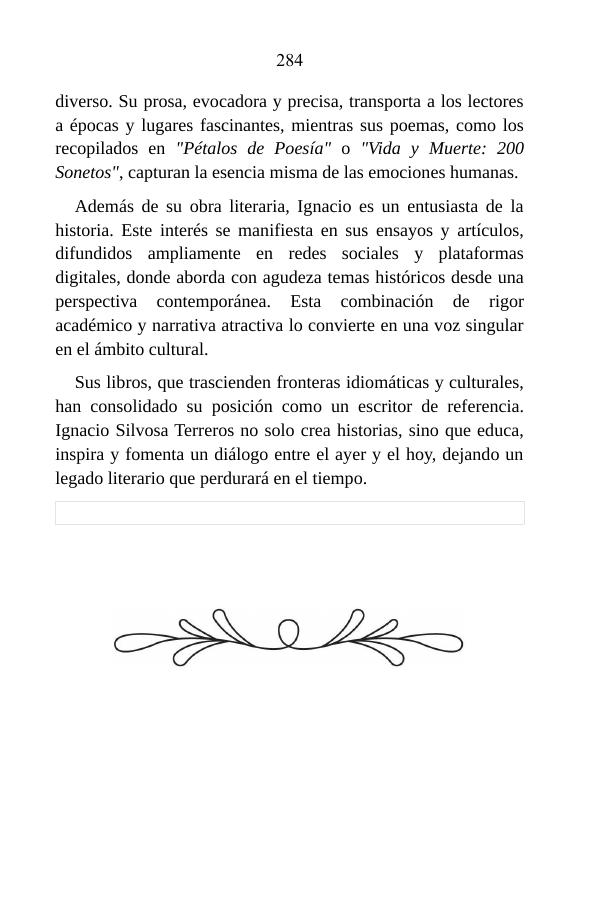 284
diverso. Su prosa, evocadora y precisa, transporta a los lectores
a épocas y lugares fascinantes, mientras sus poemas, como los
recopilados en "Pétalos de Poesía" o "Vida y Muerte: 200
Sonetos", capturan la esencia misma de las emociones humanas.
Además de su obra literaria, Ignacio es un entusiasta de la
historia. Este interés se manifiesta en sus ensayos y artículos,
difundidos ampliamente en redes sociales y plataformas
digitales, donde aborda con agudeza temas históricos desde una
perspectiva contemporánea. Esta combinación de rigor
académico y narrativa atractiva lo convierte en una voz singular
en el ámbito cultural.
Sus libros, que trascienden fronteras idiomáticas y culturales,
han consolidado su posición como un escritor de referencia.
Ignacio Silvosa Terreros no solo crea historias, sino que educa,
inspira y fomenta un diálogo entre el ayer y el hoy, dejando un
legado literario que perdurará en el tiempo.